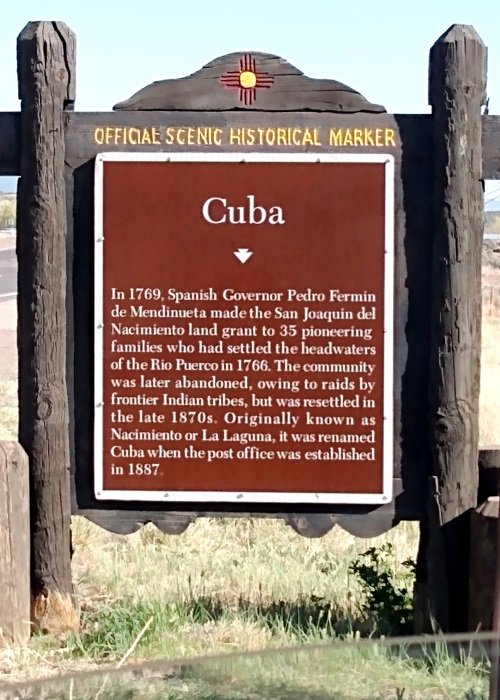 OFFICIAL SCENIC HISTORICAL MARKER
Cuba
In 1769, Spanish Governor Pedro Fermin
de Mendinueta made the San Joaquin del
Nacimiento land grant to 35 pioneering
families who had settled the headwaters
of the Rio Puerco in 1766. The community
was later abandoned, owing to raids by
frontier Indian tribes, but was resettled in
the late 1870s. Originally known as
Nacimiento or La Laguna, it was renamed
Cuba when the post office was established
in 1887.